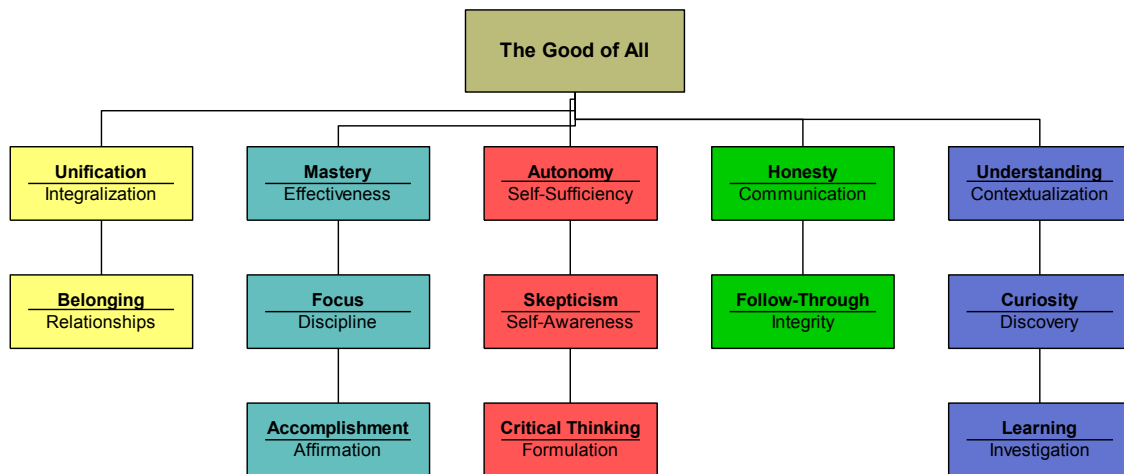 The Good of All
Unification
Integralization
Mastery
Effectiveness
Autonomy
Self-Sufficiency
Honesty
Communication
Understanding
Contextualization
Belonging
Relationships
Focus
Discipline
Skepticism
Self-Awareness
Follow-Through
Integrity
Curiosity
Discovery
Accomplishment
Affirmation
Critical Thinking
Formulation
Learning
Investigation